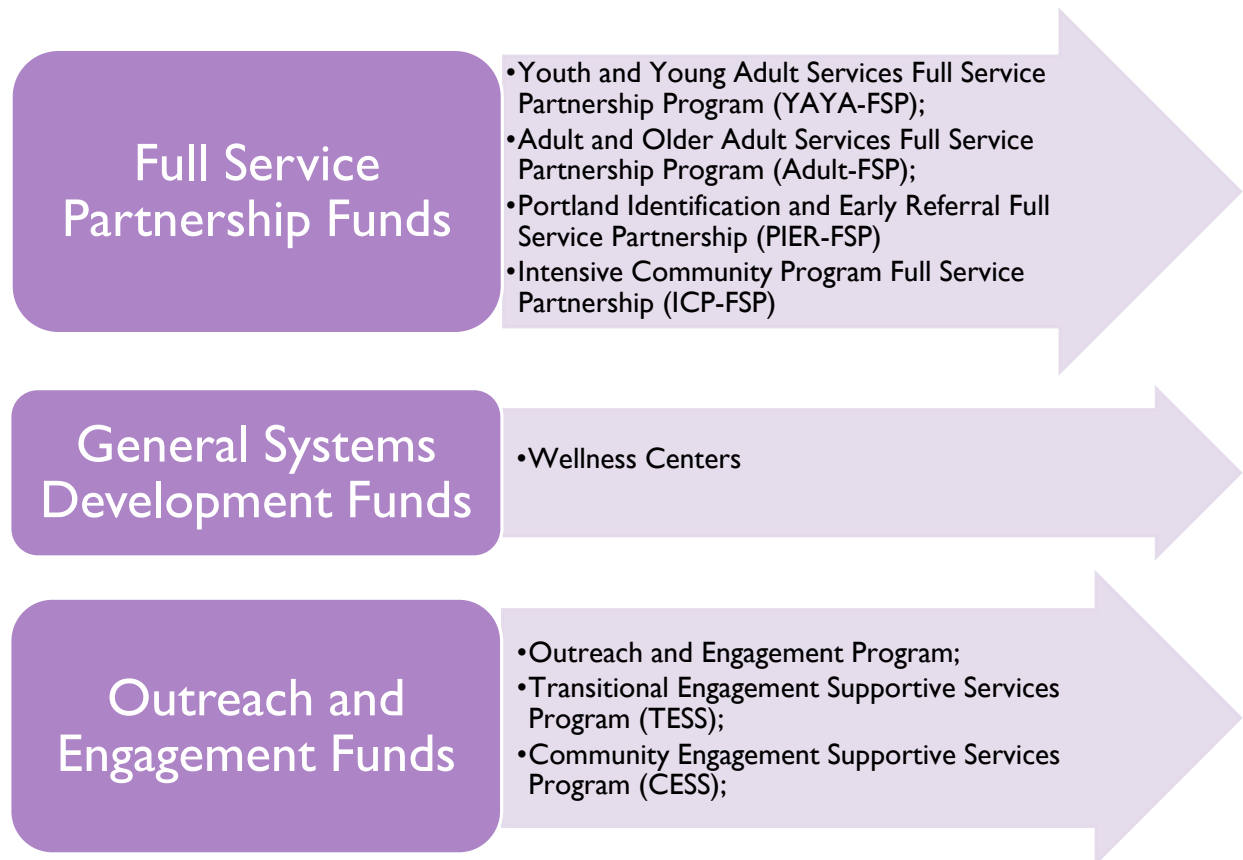 Full Service
Partnership Funds
•Youth and Young Adult Services Full Service
Partnership Program (YAYA-FSP);
•Adult and Older Adult Services Full Service
Partnership Program (Adult-FSP);
•Portland Identification and Early Referral Full
Service Partnership (PIER-FSP)
•Intensive Community Program Full Service
Partnership (ICP-FSP)
General Systems
Development Funds
•Wellness Centers
Outreach and
Engagement Funds
•Outreach and Engagement Program;
•Transitional Engagement Supportive Services
Program (TESS);
•Community Engagement Supportive Services
Program (CESS);